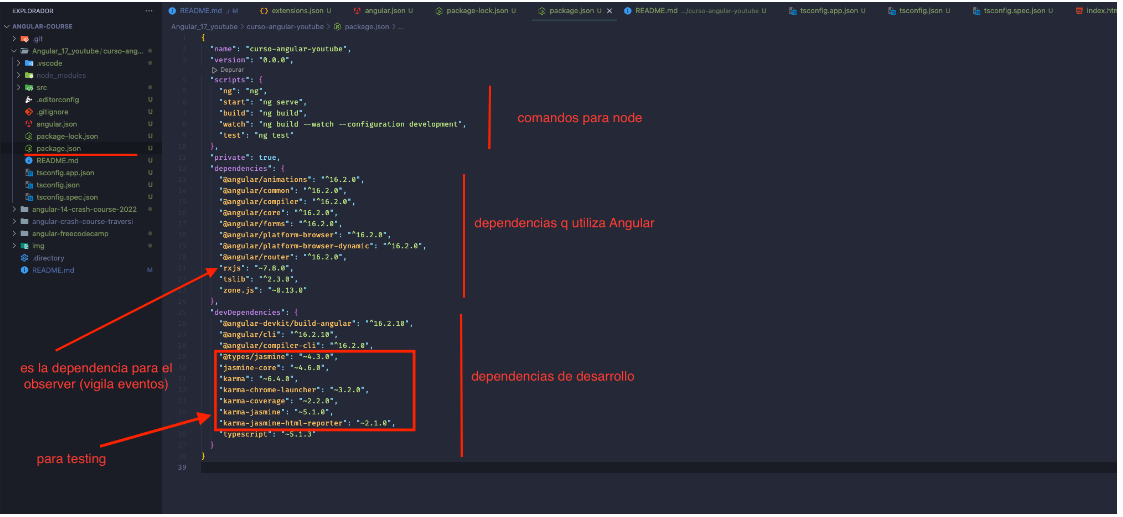 EXPLORADOR
ANGULAR-COURSE
.git
Angular_17_youtube/curso-ang...
.vscode
node_modules
src
.editorconfig U
.gitignore U
angular.json U
package-lock.json U
package.json U
README.md U
tsconfig.app.json U
tsconfig.json U
tsconfig.spec.json U
angular-14-crash-course-2022
angular-crash-course-traversi
angular-freecodecamp
img
.directory
README.md M
README.md ./ M
extensions.json U
angular.json U
package-lock.json U
package.json U
README.md .../curso-angular-youtube U
tsconfig.app.json U
tsconfig.json U
tsconfig.spec.json U
index.htm
Angular_17_youtube > curso-angular-youtube > package.json > ...
{
"name": "curso-angular-youtube",
"version": "0.0.0",
Depurar
"scripts": {
"ng": "ng",
"start": "ng serve",
"build": "ng build",
"watch": "ng build --watch --configuration development",
"test": "ng test"
},
"private": true,
"dependencies": {
"@angular/animations": "^16.2.0",
"@angular/common": "^16.2.0",
"@angular/compiler": "^16.2.0",
"@angular/core": "^16.2.0",
"@angular/forms": "^16.2.0",
"@angular/platform-browser": "^16.2.0",
"@angular/platform-browser-dynamic": "^16.2.0",
"@angular/router": "^16.2.0",
"rxjs": "~7.8.0",
"tslib": "^2.3.0",
"zone.js": "~0.13.0"
},
"devDependencies": {
"@angular-devkit/build-angular": "^16.2.10",
"@angular/cli": "^16.2.10",
"@angular/compiler-cli": "^16.2.0",
"@types/jasmine": "~4.3.0",
"jasmine-core": "~4.6.0",
"karma": "~6.4.0",
"karma-chrome-launcher": "~3.2.0",
"karma-coverage": "~2.2.0",
"karma-jasmine": "~5.1.0",
"karma-jasmine-html-reporter": "~2.1.0",
"typescript": "~5.1.3"
}
}
39
comandos para node
dependencias q utiliza Angular
es la dependencia para el
observer (vigila eventos)
dependencias de desarrollo
para testing